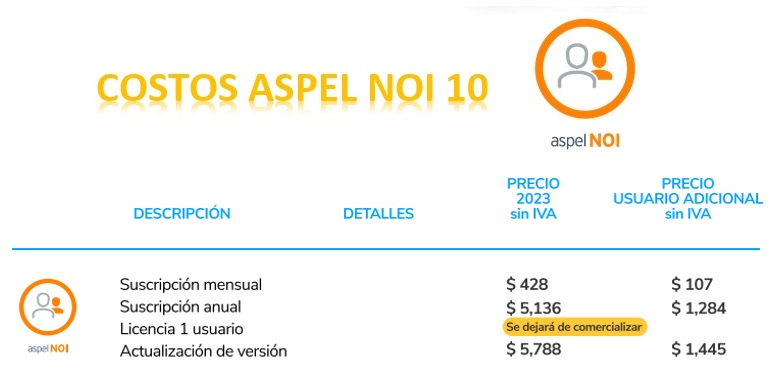 COSTOS ASPEL NOI 10
aspel NOI
DESCRIPCIÓN
DETALLES
PRECIO
2023
sin IVA
PRECIO
USUARIO ADICIONAL
sin IVA
aspel NOI
Suscripción mensual $ 428 $ 107
Suscripción anual $ 5,136 $ 1,284
Licencia 1 usuario Se dejará de comercializar
Actualización de versión $ 5,788 $ 1,445